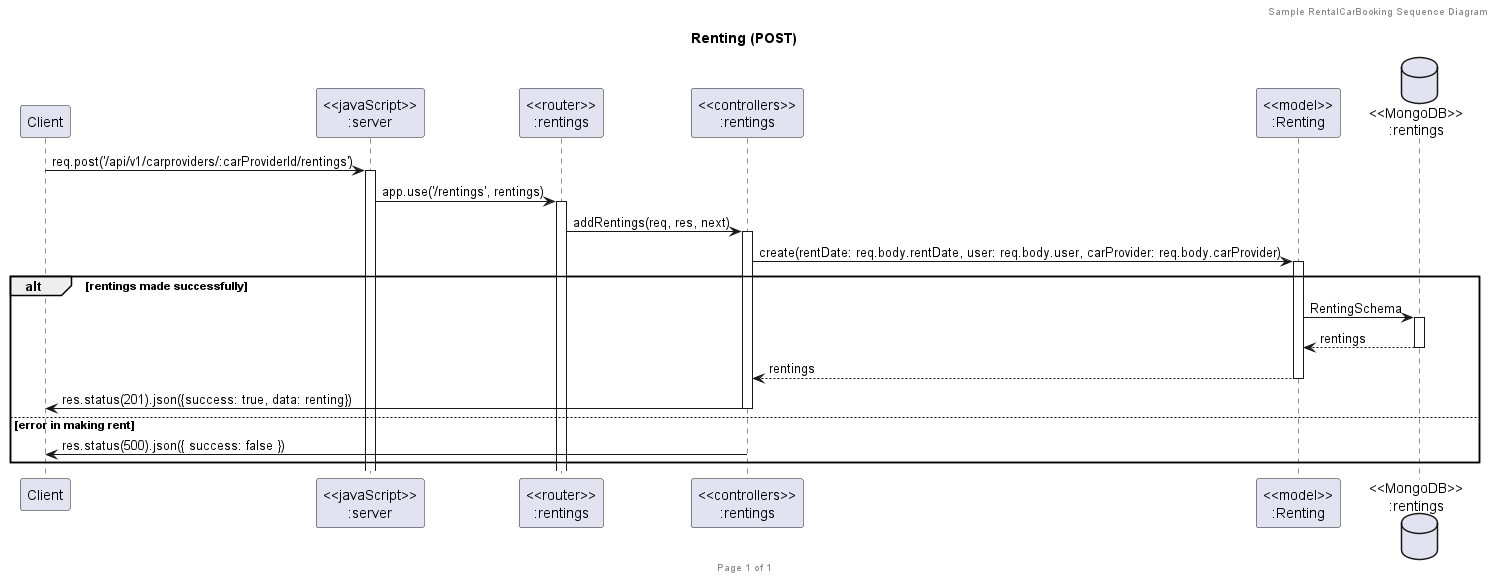 Sample RentalCarBooking Sequence Diagram
Renting (POST)
Client
<<javaScript>>
:server
<<router>>
:rentings
<<controllers>>
:rentings
<<model>>
:Renting
<<MongoDB>>
:rentings
req.post('/api/v1/carproviders/:carProviderId/rentings')
app.use('/rentings', rentings)
addRentings(req, res, next)
create(rentDate: req.body.rentDate, user: req.body.user, carProvider: req.body.carProvider)
alt [rentings made successfully]
RentingSchema
rentings
rentings
res.status(201).json({success: true, data: renting})
[error in making rent]
res.status(500).json({ success: false })
Client
<<javaScript>>
:server
<<router>>
:rentings
<<controllers>>
:rentings
<<model>>
:Renting
<<MongoDB>>
:rentings
Page 1 of 1